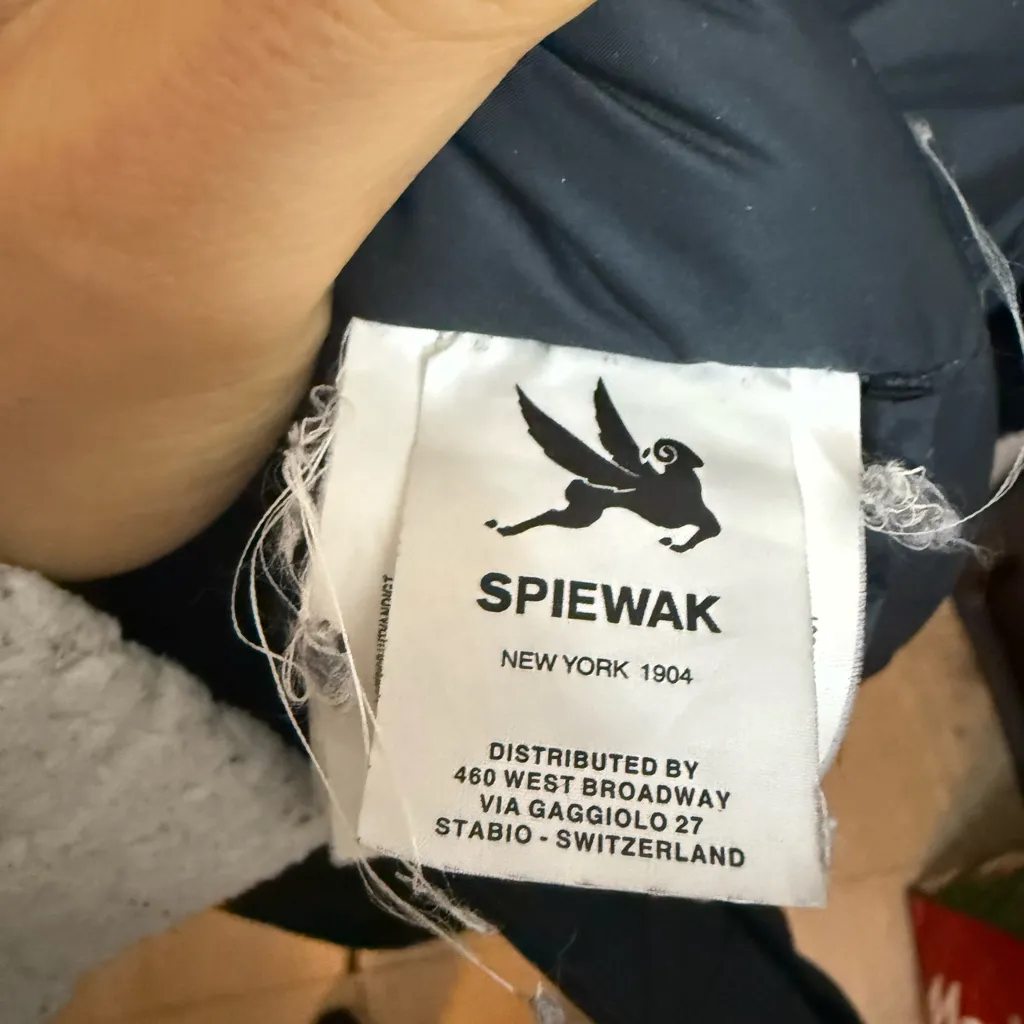 SPIEWAK
NEW YORK 1904
DISTRIBUTED BY
460 WEST BROADWAY
VIA GAGGIOLO 27
STABIO - SWITZERLAND